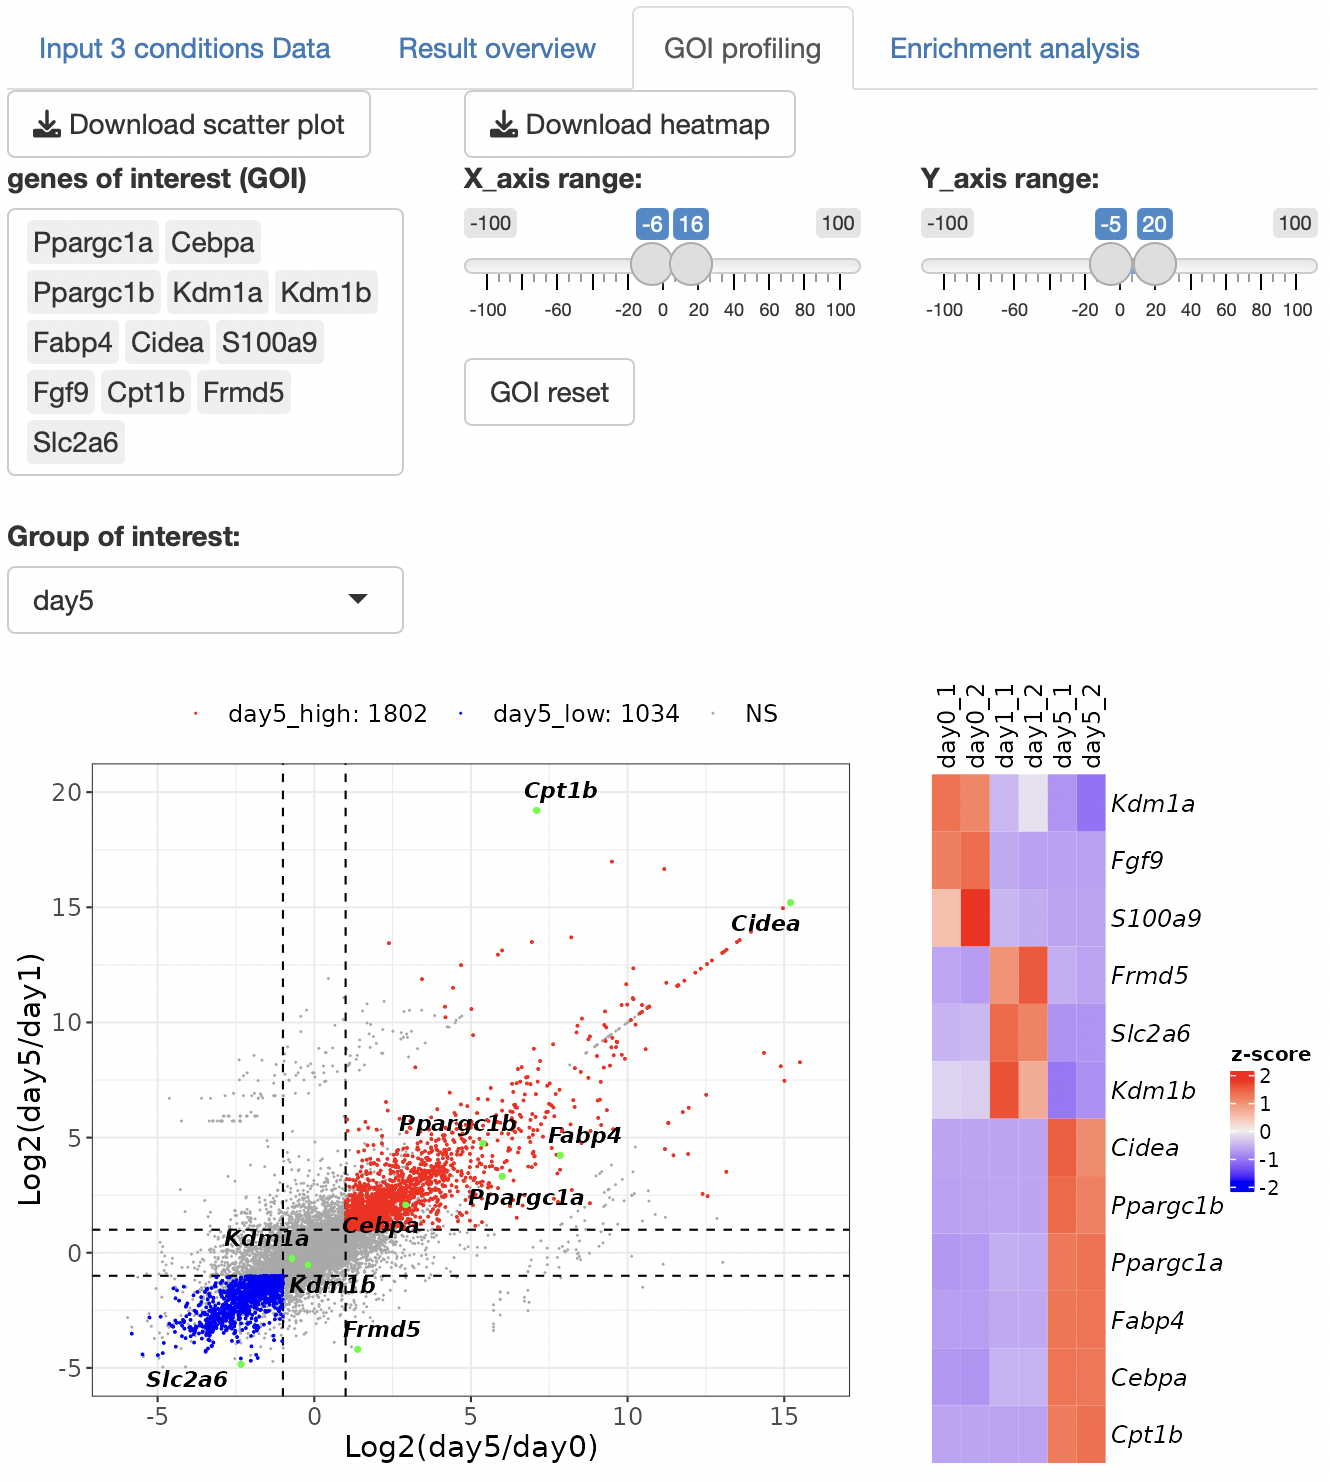 Input 3 conditions Data Result overview GOI profiling Enrichment analysis
Download scatter plot Download heatmap
genes of interest (GOI) X_axis range: Y_axis range:
Ppargc1a Cebpa
Ppargc1b Kdm1a Kdm1b
Fabp4 Cidea S100a9
Fgf9 Cpt1b Frmd5
Slc2a6
-100 -6 16 100
-100 -60 -20 0 20 40 60 80 100
-100 -5 20 100
-100 -60 -20 0 20 40 60 80 100
GOI reset
Group of interest:
day5
day5_high: 1802 day5_low: 1034 NS
Log2(day5/day1)
20
15
10
5
0
-5
Cpt1b
Cidea
Ppargc1b
Fabp4
Ppargc1a
Cebpa
Kdm1a
Kdm1b
Frmd5
Slc2a6
-5 0 5 10 15
Log2(day5/day0)
day0_1
day0_2
day1_1
day1_2
day5_1
day5_2
Kdm1a
Fgf9
S100a9
Frmd5
Slc2a6
Kdm1b
Cidea
Ppargc1b
Ppargc1a
Fabp4
Cebpa
Cpt1b
z-score
2
1
0
-1
-2